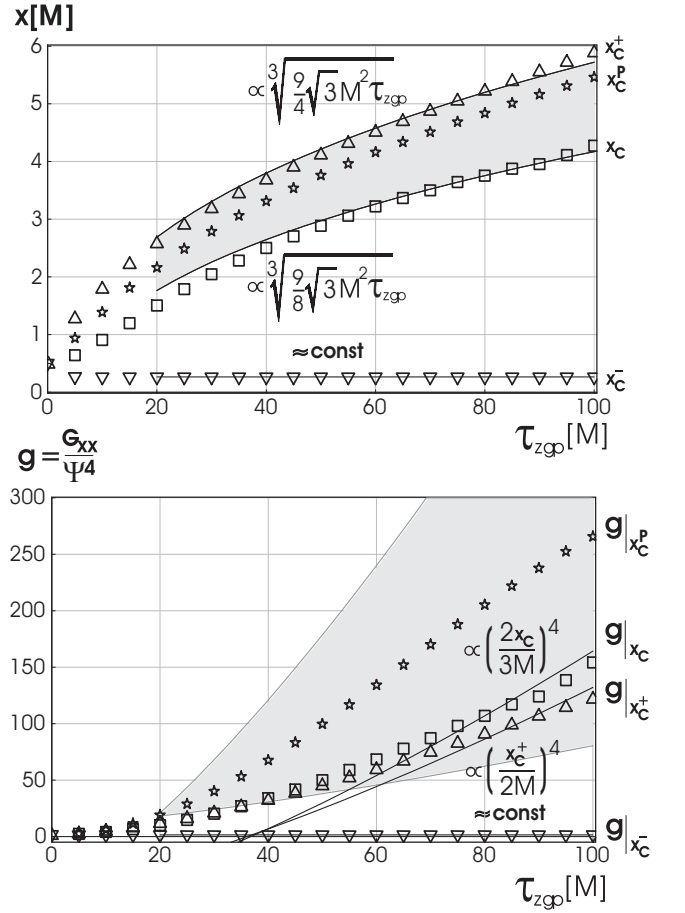 x[M]
6
5
4
3
2
1
0
∝ ∛(9/4 √3 M² τ_zgp)
∝ ∛(9/8 √3 M² τ_zgp)
≈const
x_C^+
x_C^P
x_C
x_C^-
0 20 40 60 80 100
τ_zgp[M]
g = G_XX/Ψ⁴
300
250
200
150
100
50
0
∝(2x_C/3M)⁴
∝(x_C^+/2M)⁴
≈const
g|x_C^P
g|x_C
g|x_C^+
g|x_C^-
0 20 40 60 80 100
τ_zgp[M]